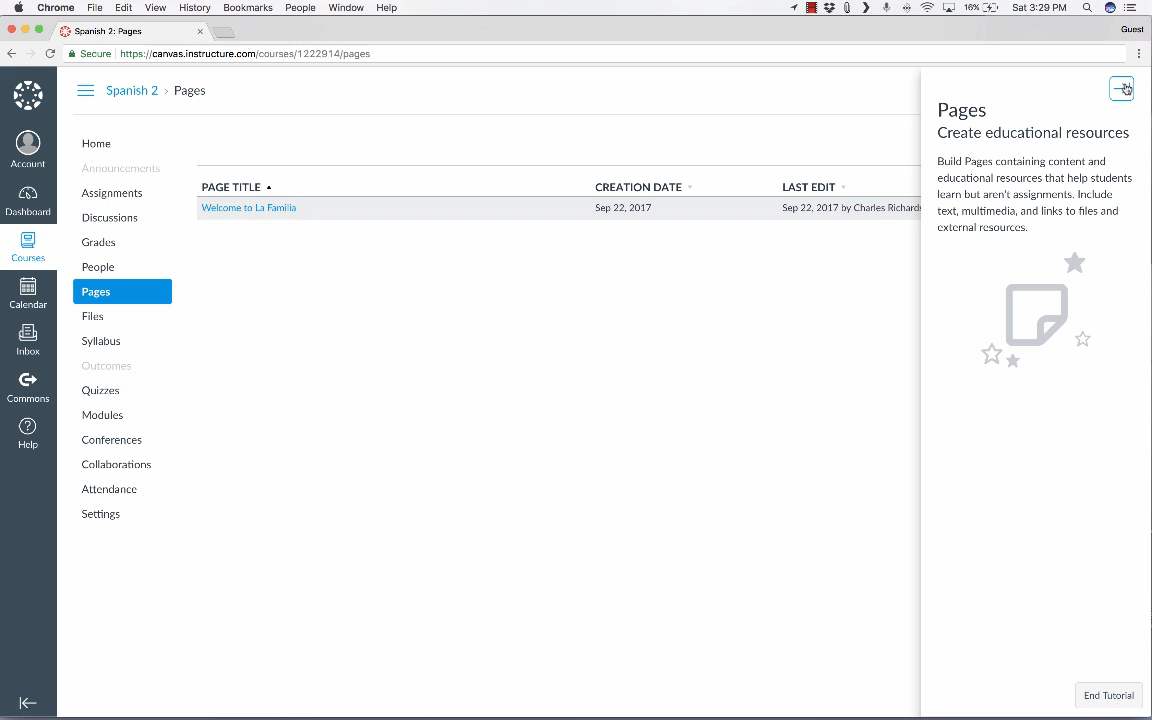 Chrome File Edit View History Bookmarks People Window Help 16% Sat 3:29 PM
Spanish 2: Pages
Guest
Secure https://canvas.instructure.com/courses/1222914/pages
Spanish 2 › Pages
Account
Dashboard
Courses
Calendar
Inbox
Commons
Help
Home
Announcements
Assignments
Discussions
Grades
People
Pages
Files
Syllabus
Outcomes
Quizzes
Modules
Conferences
Collaborations
Attendance
Settings
PAGE TITLE CREATION DATE LAST EDIT
Welcome to La Familia Sep 22, 2017 Sep 22, 2017 by Charles Richards
Pages
Create educational resources
Build Pages containing content and
educational resources that help students
learn but aren't assignments. Include
text, multimedia, and links to files and
external resources.
End Tutorial